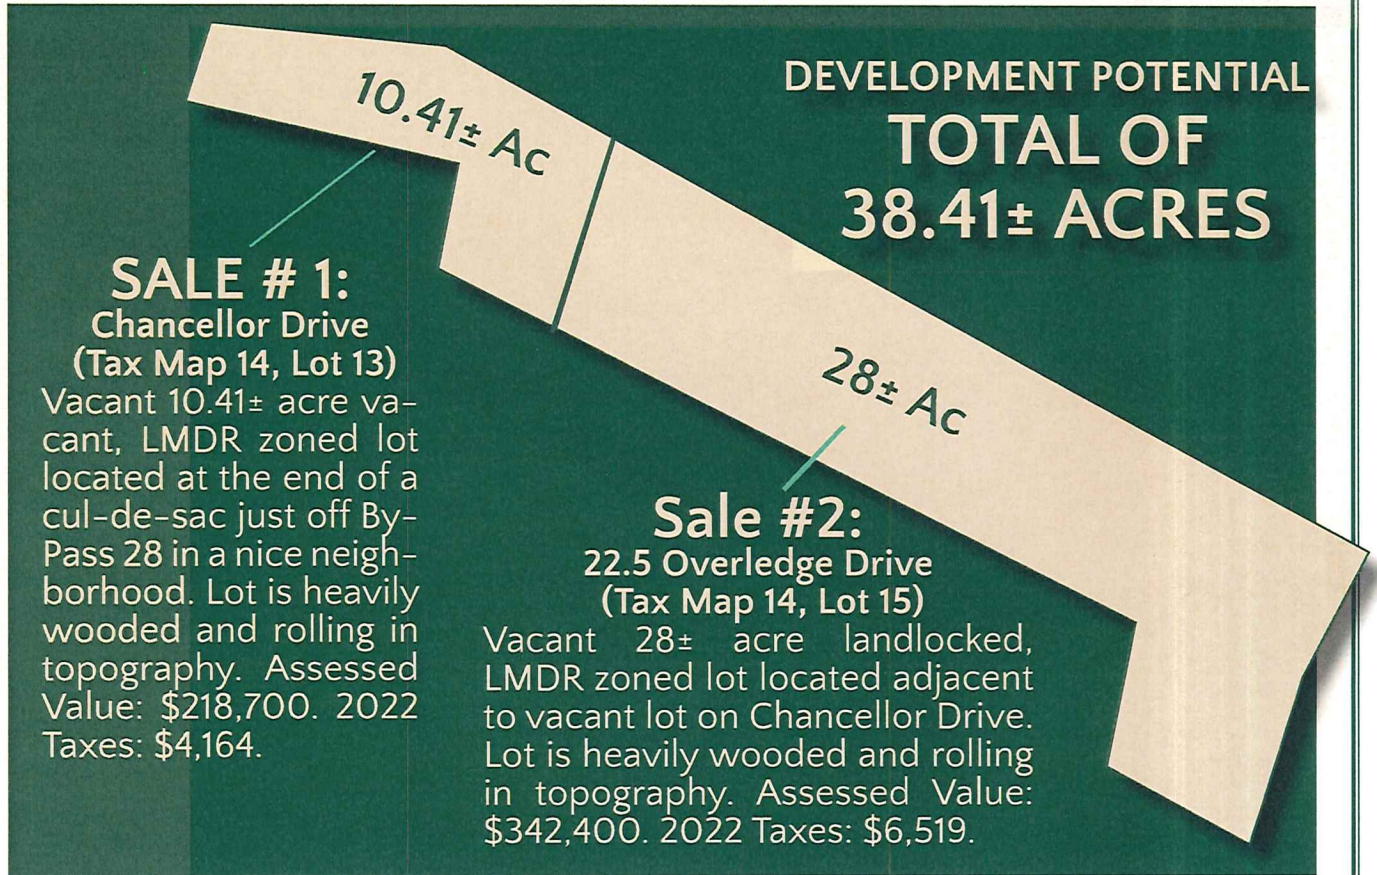 DEVELOPMENT POTENTIAL
TOTAL OF
38.41± ACRES
10.41± Ac
28± Ac
SALE # 1:
Chancellor Drive
(Tax Map 14, Lot 13)
Vacant 10.41± acre va-
cant, LMDR zoned lot
located at the end of a
cul-de-sac just off By-
Pass 28 in a nice neigh-
borhood. Lot is heavily
wooded and rolling in
topography. Assessed
Value: $218,700. 2022
Taxes: $4,164.
Sale #2:
22.5 Overledge Drive
(Tax Map 14, Lot 15)
Vacant 28± acre landlocked,
LMDR zoned lot located adjacent
to vacant lot on Chancellor Drive.
Lot is heavily wooded and rolling
in topography. Assessed Value:
$342,400. 2022 Taxes: $6,519.